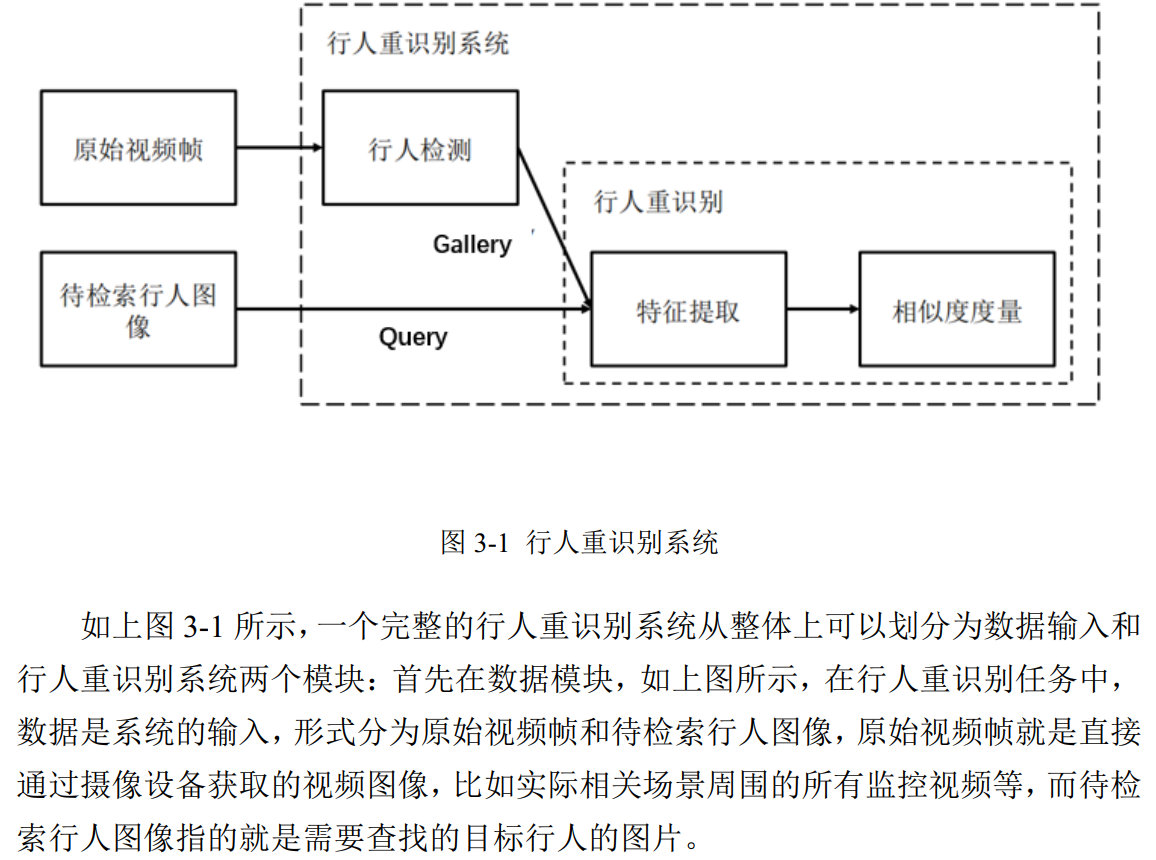 行人重识别系统
原始视频帧
行人检测
行人重识别
Gallery
待检索行人图
像
特征提取
相似度度量
Query
图 3-1 行人重识别系统
如上图 3-1 所示，一个完整的行人重识别系统从整体上可以划分为数据输入和
行人重识别系统两个模块：首先在数据模块，如上图所示，在行人重识别任务中，
数据是系统的输入，形式分为原始视频帧和待检索行人图像，原始视频帧就是直接
通过摄像设备获取的视频图像，比如实际相关场景周围的所有监控视频等，而待检
索行人图像指的就是需要查找的目标行人的图片。